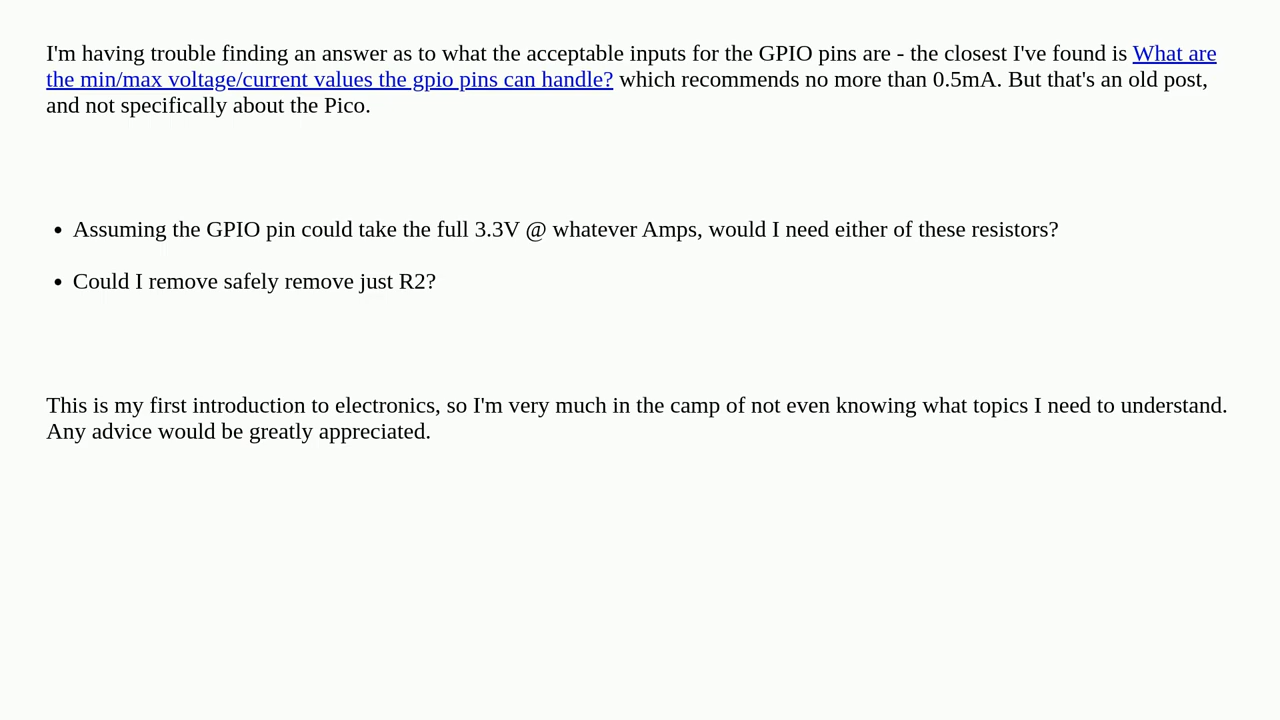 I'm having trouble finding an answer as to what the acceptable inputs for the GPIO pins are - the closest I've found is What are
the min/max voltage/current values the gpio pins can handle? which recommends no more than 0.5mA. But that's an old post,
and not specifically about the Pico.
• Assuming the GPIO pin could take the full 3.3V @ whatever Amps, would I need either of these resistors?
• Could I remove safely remove just R2?
This is my first introduction to electronics, so I'm very much in the camp of not even knowing what topics I need to understand.
Any advice would be greatly appreciated.